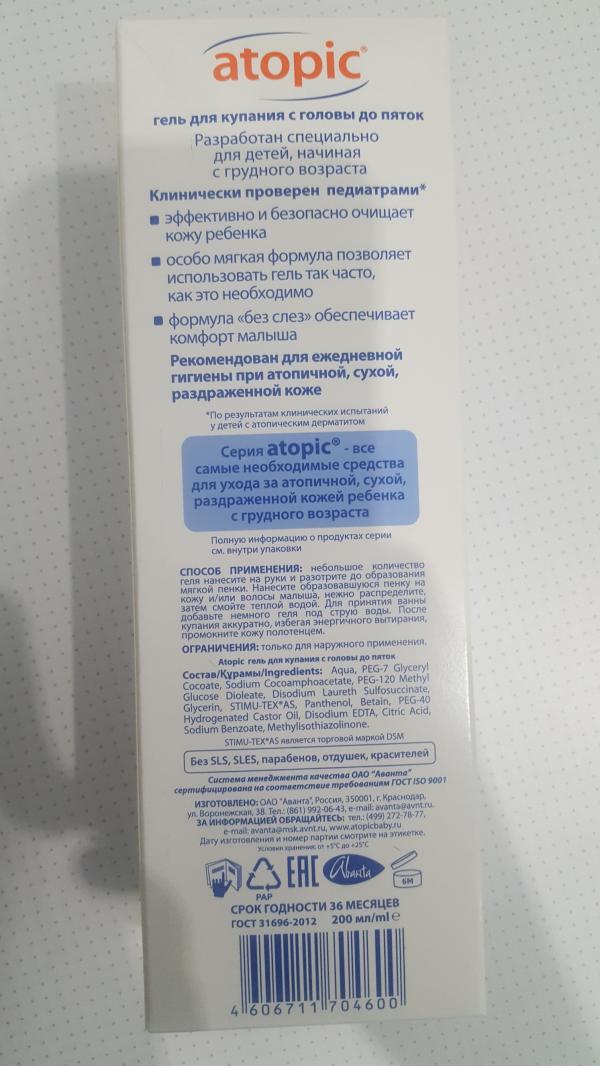 atopic®
гель для купания с головы до пяток
Разработан специально
для детей, начиная
с грудного возраста
Клинически проверен педиатрами*
эффективно и безопасно очищает
кожу ребенка
особо мягкая формула позволяет
использовать гель так часто,
как это необходимо
формула «без слез» обеспечивает
комфорт малыша
Рекомендован для ежедневной
гигиены при атопичной, сухой,
раздраженной коже
*По результатам клинических испытаний
у детей с атопическим дерматитом
Серия atopic® - все
самые необходимые средства
для ухода за атопичной, сухой,
раздраженной кожей ребенка
с грудного возраста
Полную информацию о продуктах серии
см. внутри упаковки
СПОСОБ ПРИМЕНЕНИЯ: небольшое количество
геля нанесите на руки и разотрите до образования
мягкой пенки. Нанесите образовавшуюся пенку на
кожу и/или волосы малыша, нежно распределите,
затем смойте теплой водой. Для принятия ванны
добавьте немного геля под струю воды. После
купания аккуратно, избегая энергичного вытирания,
промокните кожу полотенцем.
ОГРАНИЧЕНИЯ: только для наружного применения.
Atopic гель для купания с головы до пяток
Состав/Құрамы/Ingredients: Aqua, PEG-7 Glyceryl
Cocoate, Sodium Cocoamphoacetate, PEG-120 Methyl
Glucose Dioleate, Disodium Laureth Sulfosuccinate,
Glycerin, STIMU-TEX®AS, Panthenol, Betain, PEG-40
Hydrogenated Castor Oil, Disodium EDTA, Citric Acid,
Sodium Benzoate, Methylisothiazolinone.
STIMU-TEX®AS является торговой маркой DSM
Без SLS, SLES, парабенов, отдушек, красителей
Система менеджмента качества ОАО "Аванта"
сертифицирована на соответствие требованиям ГОСТ ISO 9001
ИЗГОТОВЛЕНО: ОАО "Аванта", Россия, 350001, г. Краснодар,
ул. Воронежская, 38. Тел.: (861) 992-06-43, e-mail: avanta@avnt.ru.
ЗА ИНФОРМАЦИЕЙ ОБРАЩАЙТЕСЬ: тел.: (499) 272-78-77,
e-mail: avanta@msk.avnt.ru, www.atopicbaby.ru
Дату изготовления и номер партии смотрите на этикетке.
Условия хранения: от +5°С до +25°С
PAP
EAC
Avanta
6M
СРОК ГОДНОСТИ 36 МЕСЯЦЕВ
ГОСТ 31696-2012 200 мл/ml ℮
4 606711 704600